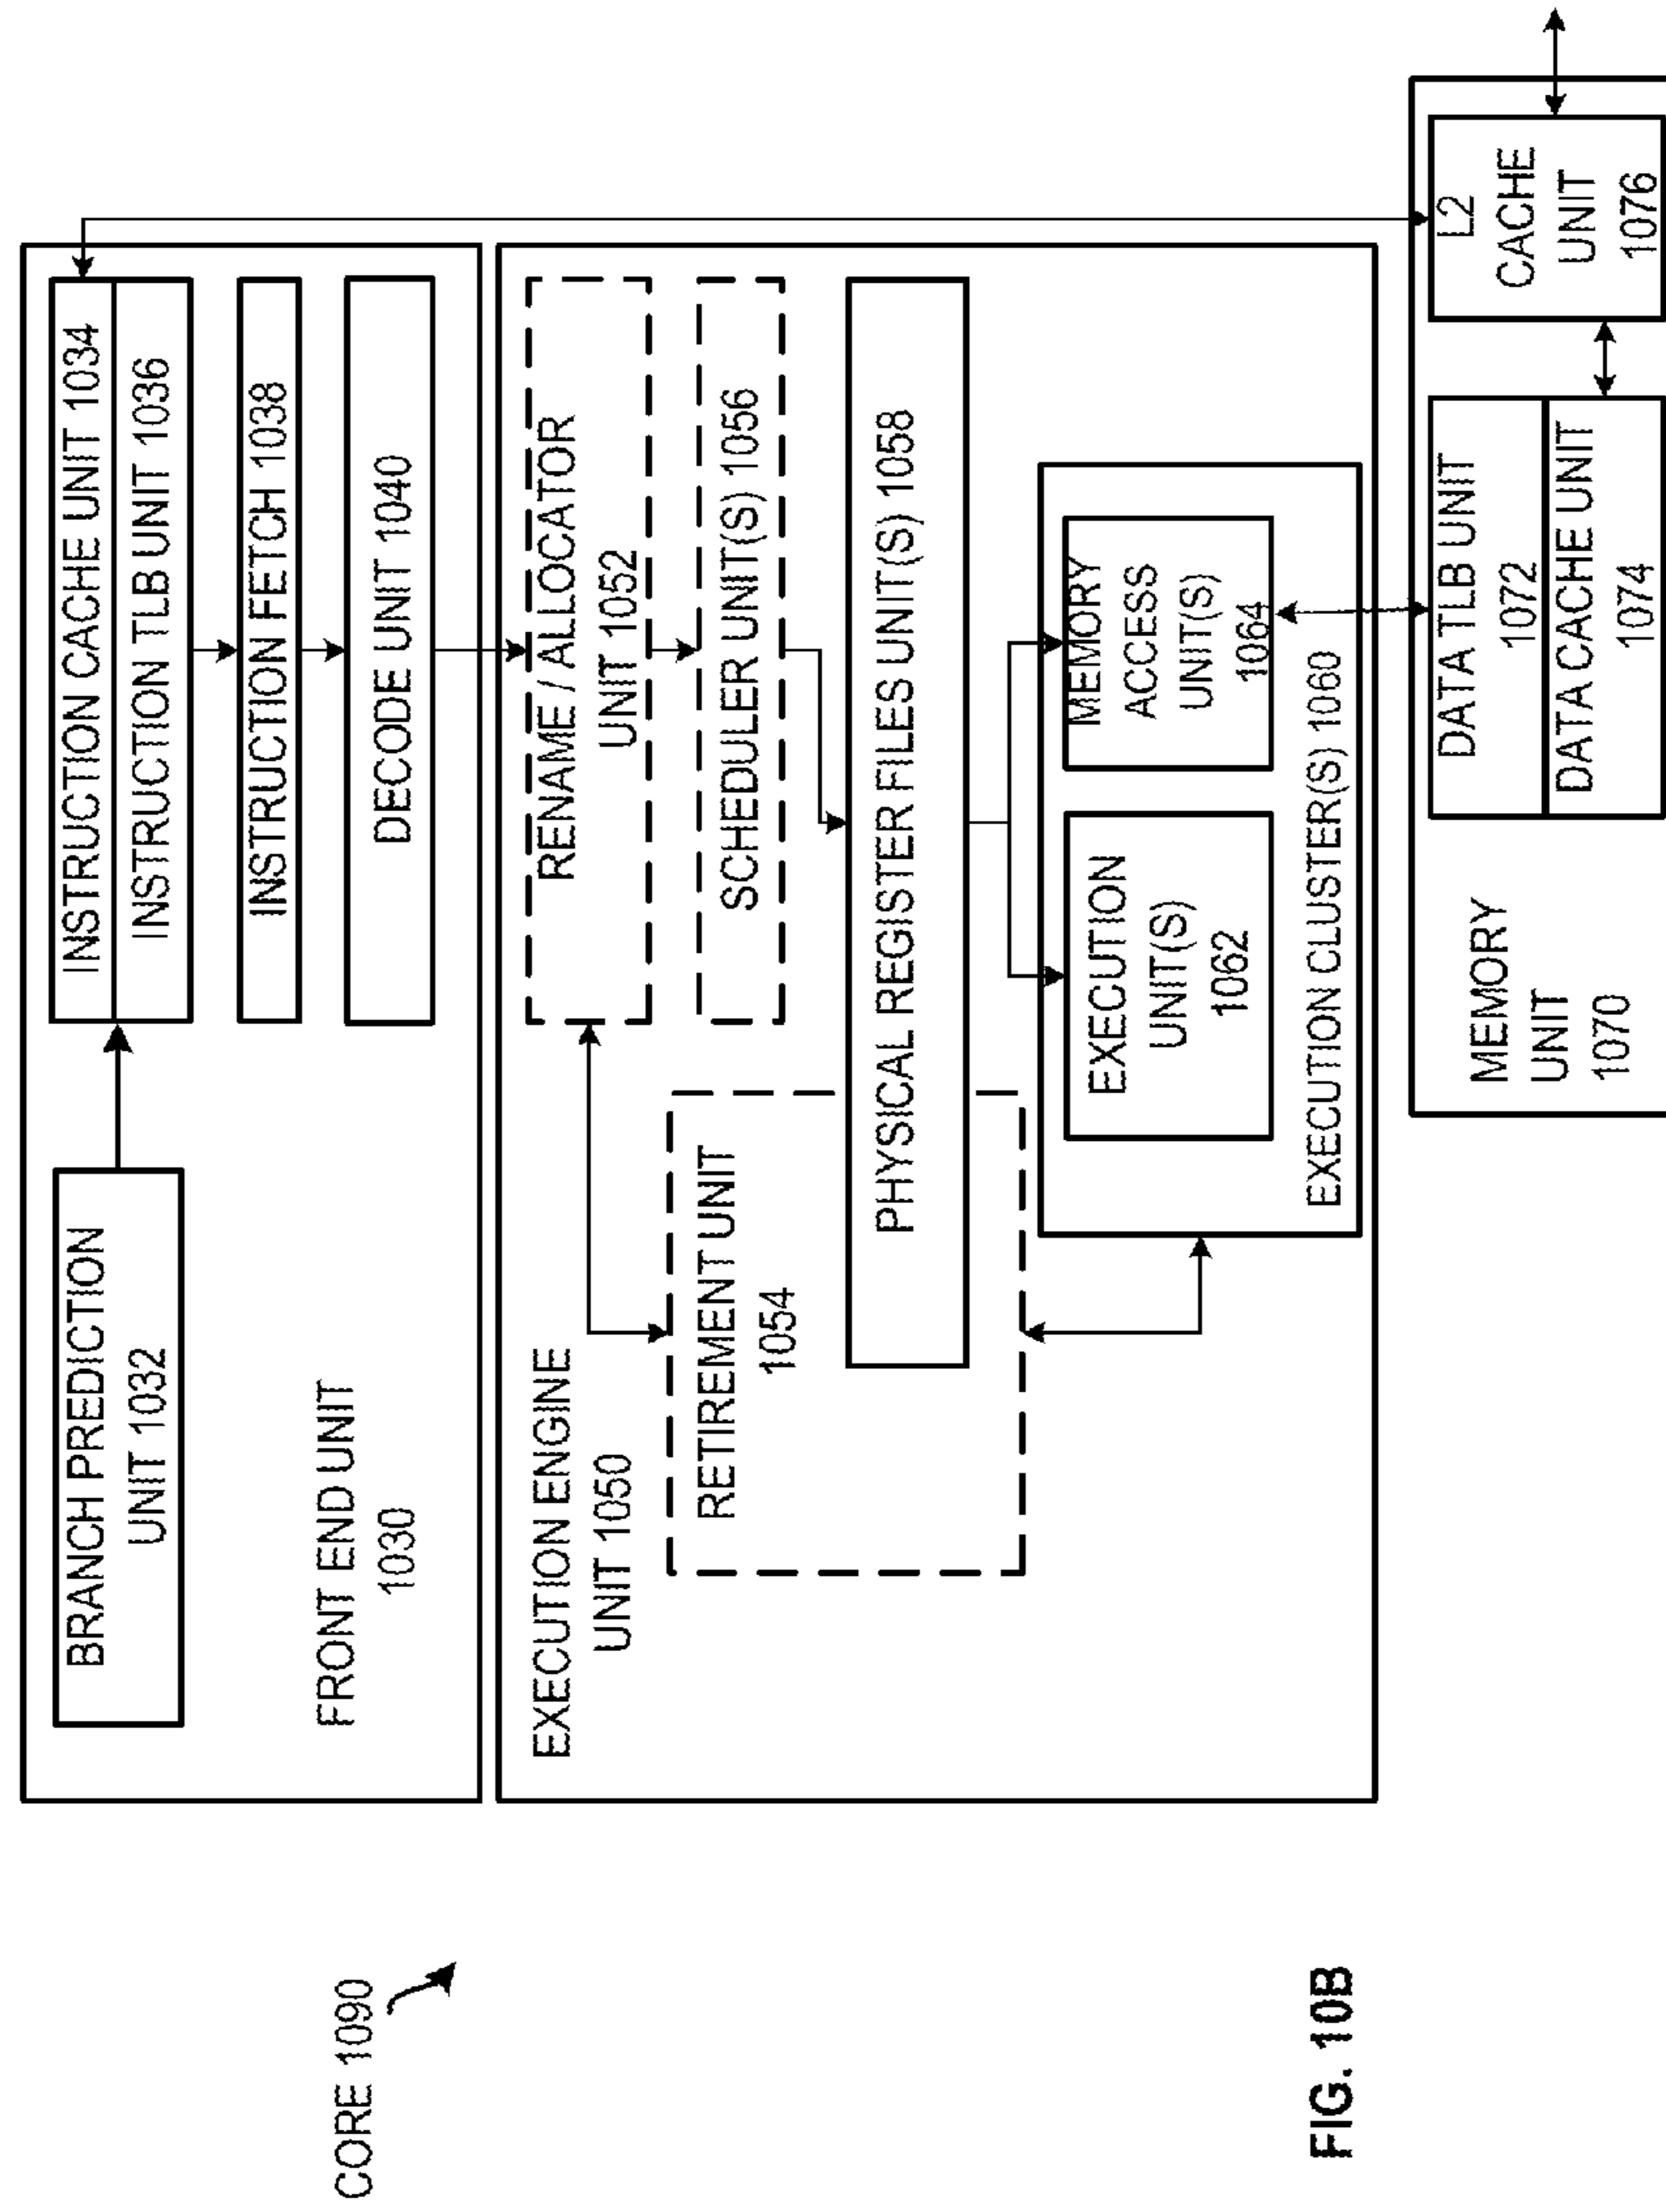 CORE 1090
BRANCH PREDICTION
UNIT 1032
INSTRUCTION CACHE UNIT 1034
INSTRUCTION TLB UNIT 1036
INSTRUCTION FETCH 1038
FRONT END UNIT
1030
DECODE UNIT 1040
EXECUTION ENGINE
UNIT 1050
RENAME / ALLOCATOR
UNIT 1052
RETIREMENT UNIT
1054
SCHEDULER UNIT(S) 1056
PHYSICAL REGISTER FILES UNIT(S) 1058
EXECUTION
UNIT(S)
1062
MEMORY
ACCESS
UNIT(S)
1064
EXECUTION CLUSTER(S) 1060
MEMORY
UNIT
1070
DATA TLB UNIT
1072
DATA CACHE UNIT
1074
L2
CACHE
UNIT
1076
FIG. 10B